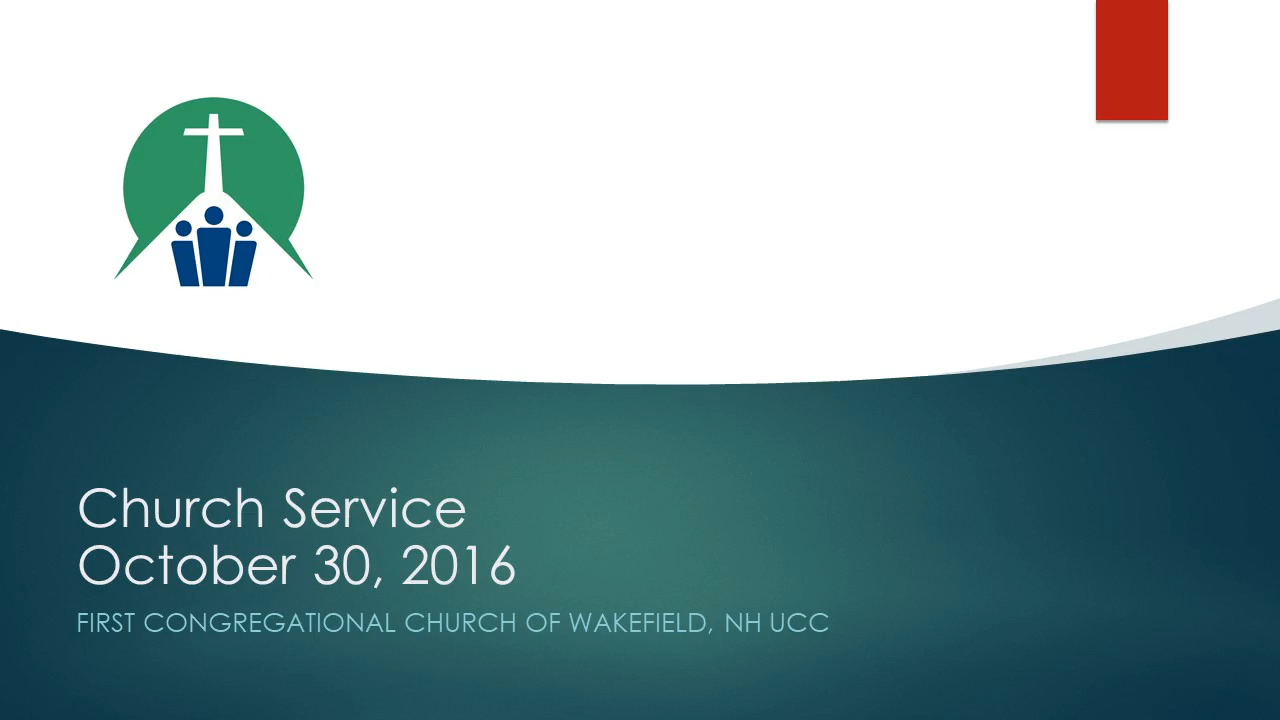 Church Service
October 30, 2016
FIRST CONGREGATIONAL CHURCH OF WAKEFIELD, NH UCC